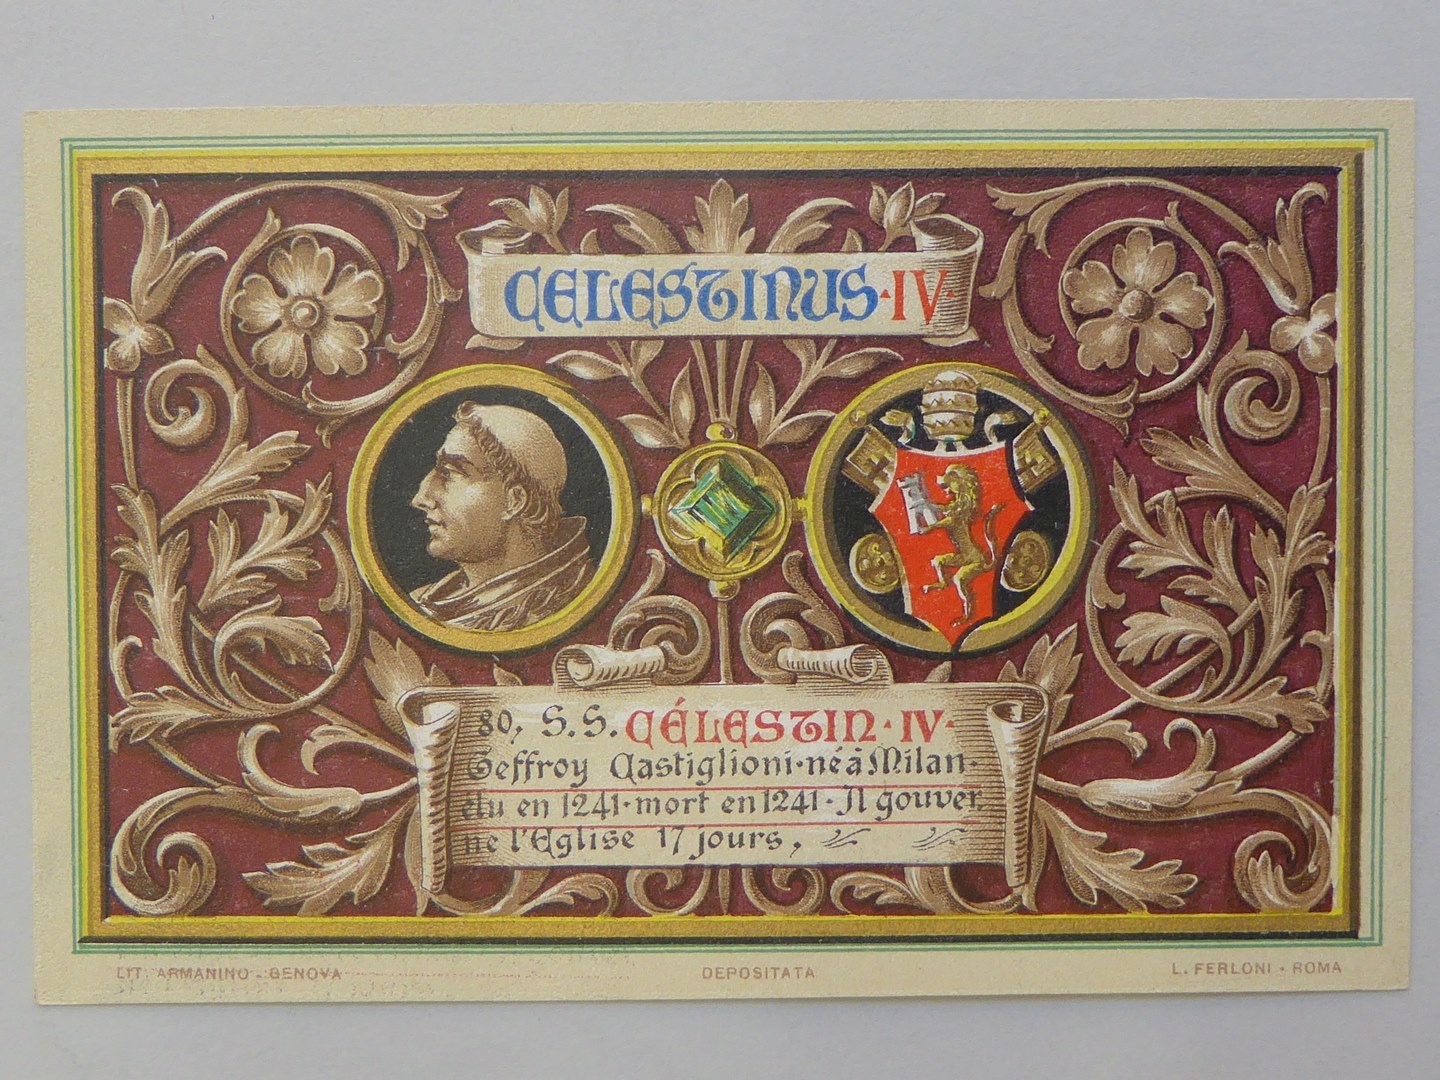 CELESTINUS·IV·
80, S.S. CÉLESTIN·IV·
Geffroy Castiglioni·né à Milan·
élu en 1241·mort en 1241·Il gouver
ne l'Eglise 17 jours,
LIT. ARMANINO - GENOVA
DEPOSITATA
L. FERLONI · ROMA